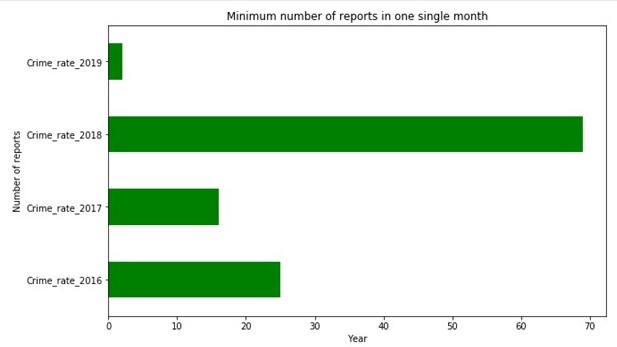 Minimum number of reports in one single month
Number of reports
Crime_rate_2019
Crime_rate_2018
Crime_rate_2017
Crime_rate_2016
0 10 20 30 40 50 60 70
Year